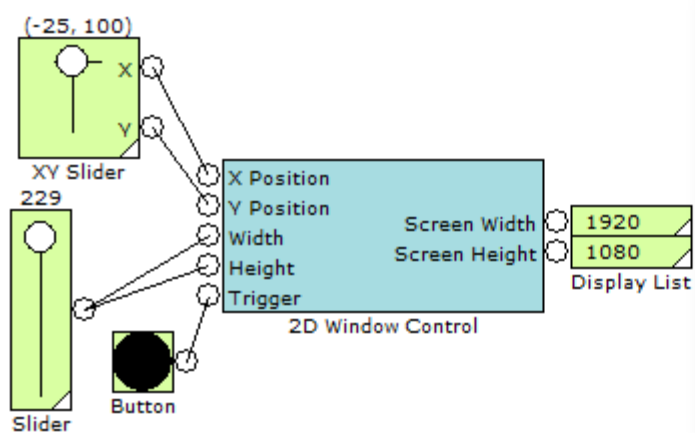 (-25, 100)
X
Y
XY Slider
229
Slider
Button
X Position
Y Position
Width
Height
Trigger
Screen Width
Screen Height
2D Window Control
1920
1080
Display List